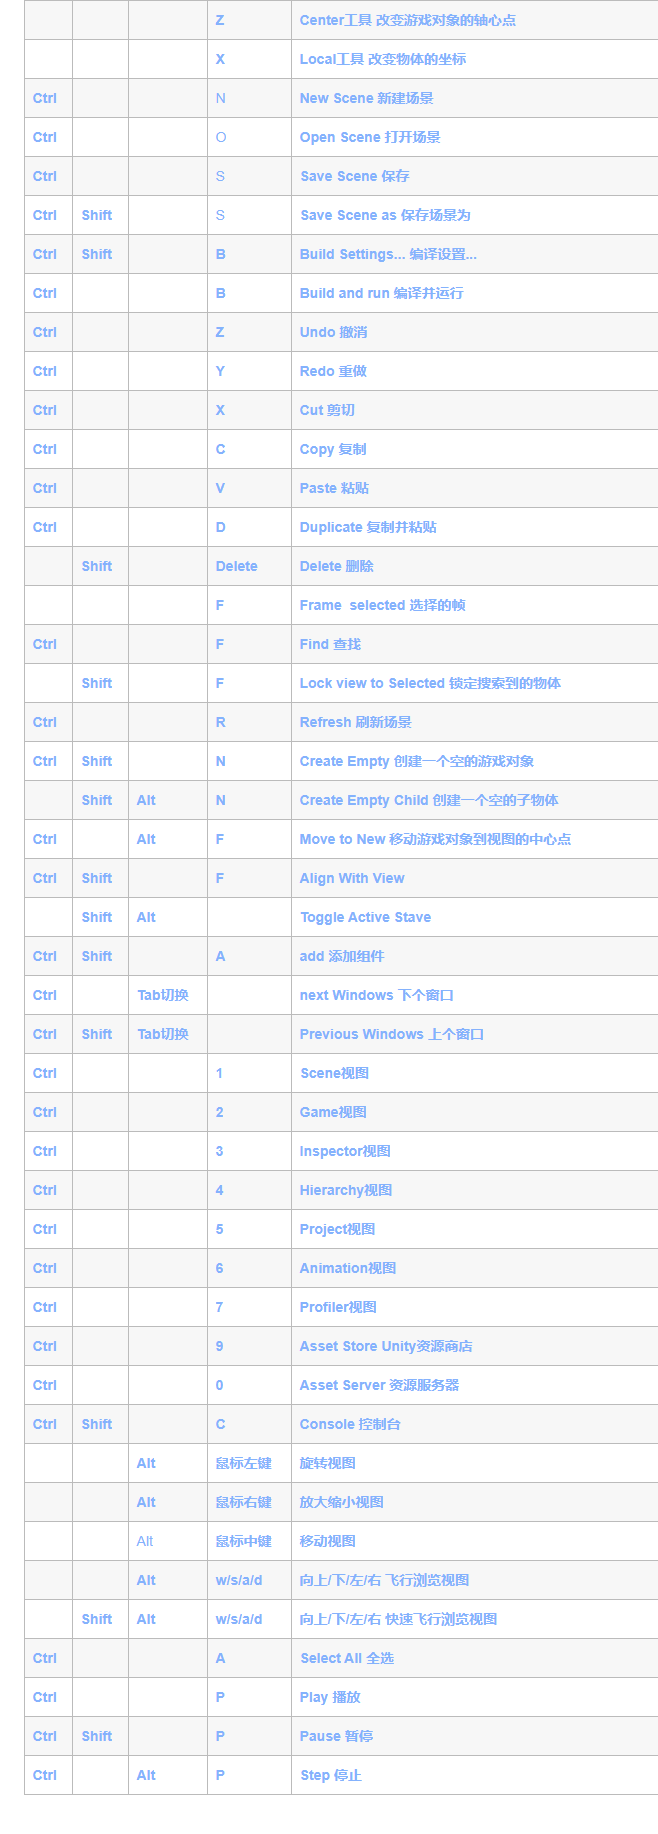 Z Center工具 改变游戏对象的轴心点
X Local工具 改变物体的坐标
Ctrl N New Scene 新建场景
Ctrl O Open Scene 打开场景
Ctrl S Save Scene 保存
Ctrl Shift S Save Scene as 保存场景为
Ctrl Shift B Build Settings... 编译设置...
Ctrl B Build and run 编译并运行
Ctrl Z Undo 撤消
Ctrl Y Redo 重做
Ctrl X Cut 剪切
Ctrl C Copy 复制
Ctrl V Paste 粘贴
Ctrl D Duplicate 复制并粘贴
Shift Delete Delete 删除
F Frame  selected 选择的帧
Ctrl F Find 查找
Shift F Lock view to Selected 锁定搜索到的物体
Ctrl R Refresh 刷新场景
Ctrl Shift N Create Empty 创建一个空的游戏对象
Shift Alt N Create Empty Child 创建一个空的子物体
Ctrl Alt F Move to New 移动游戏对象到视图的中心点
Ctrl Shift F Align With View
Shift Alt Toggle Active Stave
Ctrl Shift A add 添加组件
Ctrl Tab切换 next Windows 下个窗口
Ctrl Shift Tab切换 Previous Windows 上个窗口
Ctrl 1 Scene视图
Ctrl 2 Game视图
Ctrl 3 Inspector视图
Ctrl 4 Hierarchy视图
Ctrl 5 Project视图
Ctrl 6 Animation视图
Ctrl 7 Profiler视图
Ctrl 9 Asset Store Unity资源商店
Ctrl 0 Asset Server 资源服务器
Ctrl Shift C Console 控制台
Alt 鼠标左键 旋转视图
Alt 鼠标右键 放大缩小视图
Alt 鼠标中键 移动视图
Alt w/s/a/d 向上/下/左/右 飞行浏览视图
Shift Alt w/s/a/d 向上/下/左/右 快速飞行浏览视图
Ctrl A Select All 全选
Ctrl P Play 播放
Ctrl Shift P Pause 暂停
Ctrl Alt P Step 停止